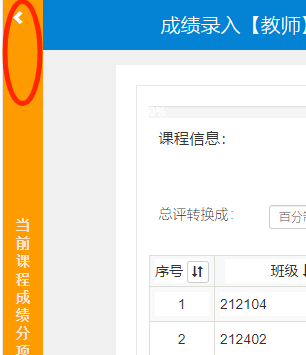 成绩录入【教师
课程信息:
总评转换成:
百分
序号
班级
1
212104
2
212402
当前课程成绩分项